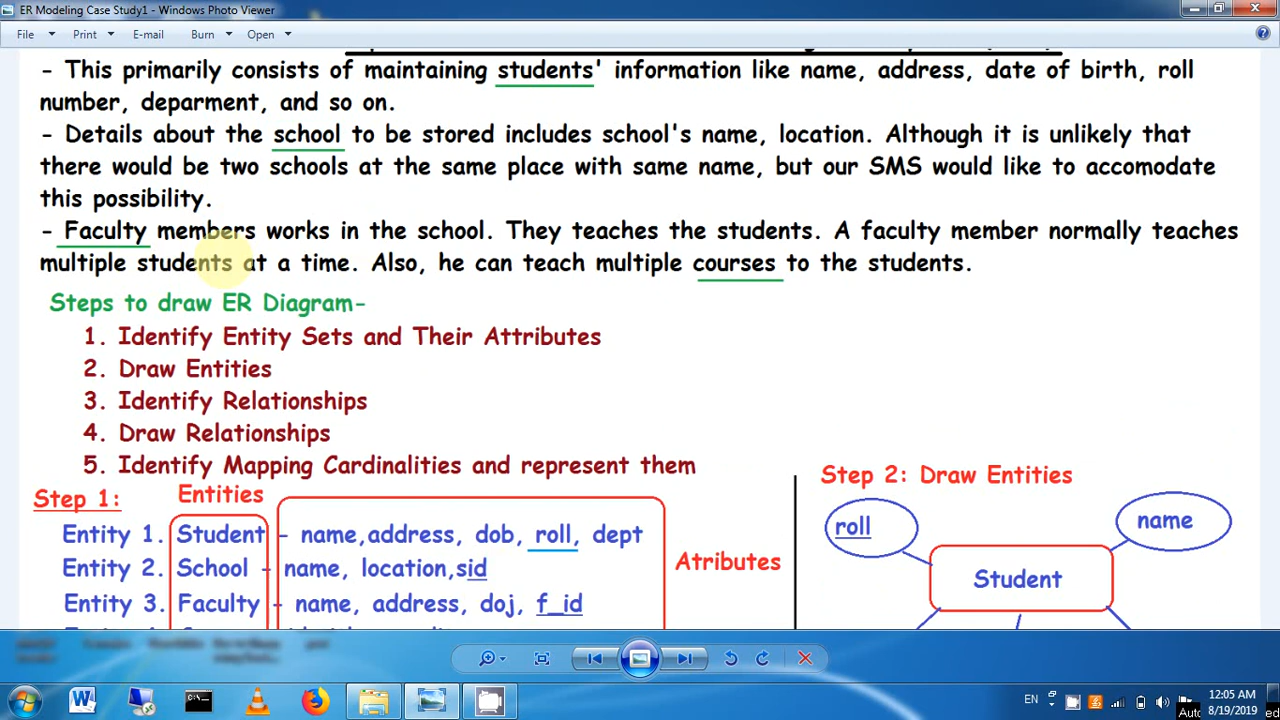 ER Modeling Case Study1 - Windows Photo Viewer
File Print E-mail Burn Open
- This primarily consists of maintaining students' information like name, address, date of birth, roll
number, deparment, and so on.
- Details about the school to be stored includes school's name, location. Although it is unlikely that
there would be two schools at the same place with same name, but our SMS would like to accomodate
this possibility.
- Faculty members works in the school. They teaches the students. A faculty member normally teaches
multiple students at a time. Also, he can teach multiple courses to the students.
Steps to draw ER Diagram-
1. Identify Entity Sets and Their Attributes
2. Draw Entities
3. Identify Relationships
4. Draw Relationships
5. Identify Mapping Cardinalities and represent them
Step 1:
Entities
Entity 1. Student - name,address, dob, roll, dept
Entity 2. School - name, location,sid
Entity 3. Faculty - name, address, doj, f_id
Atributes
Step 2: Draw Entities
roll
name
Student
EN
12:05 AM
8/19/2019